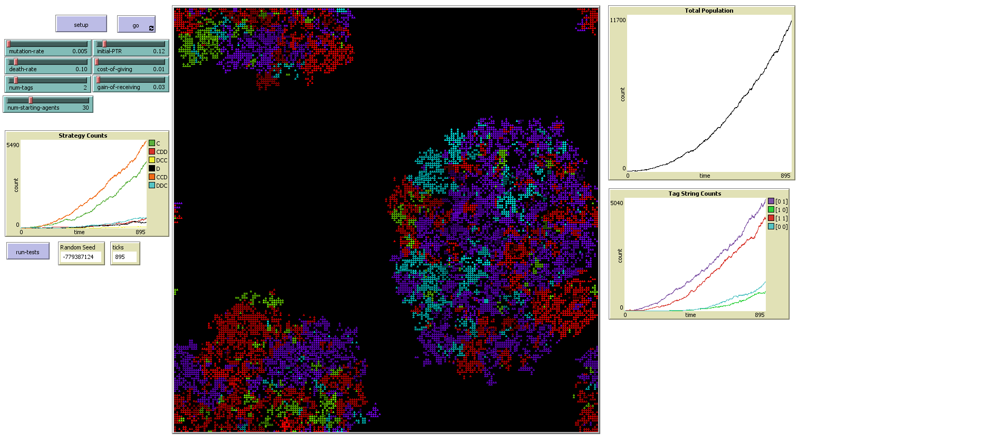 setup
go
mutation-rate 0.005
initial-PTR 0.12
death-rate 0.10
cost-of-giving 0.01
num-tags 2
gain-of-receiving 0.03
num-starting-agents 30
Strategy Counts
5490
count
0
0 time 895
C
CDD
DCC
D
CCD
DDC
run-tests
Random Seed
-779387124
ticks
895
Total Population
11700
count
0
0 time 895
Tag String Counts
5040
count
0
0 time 895
[0 1]
[1 0]
[1 1]
[0 0]